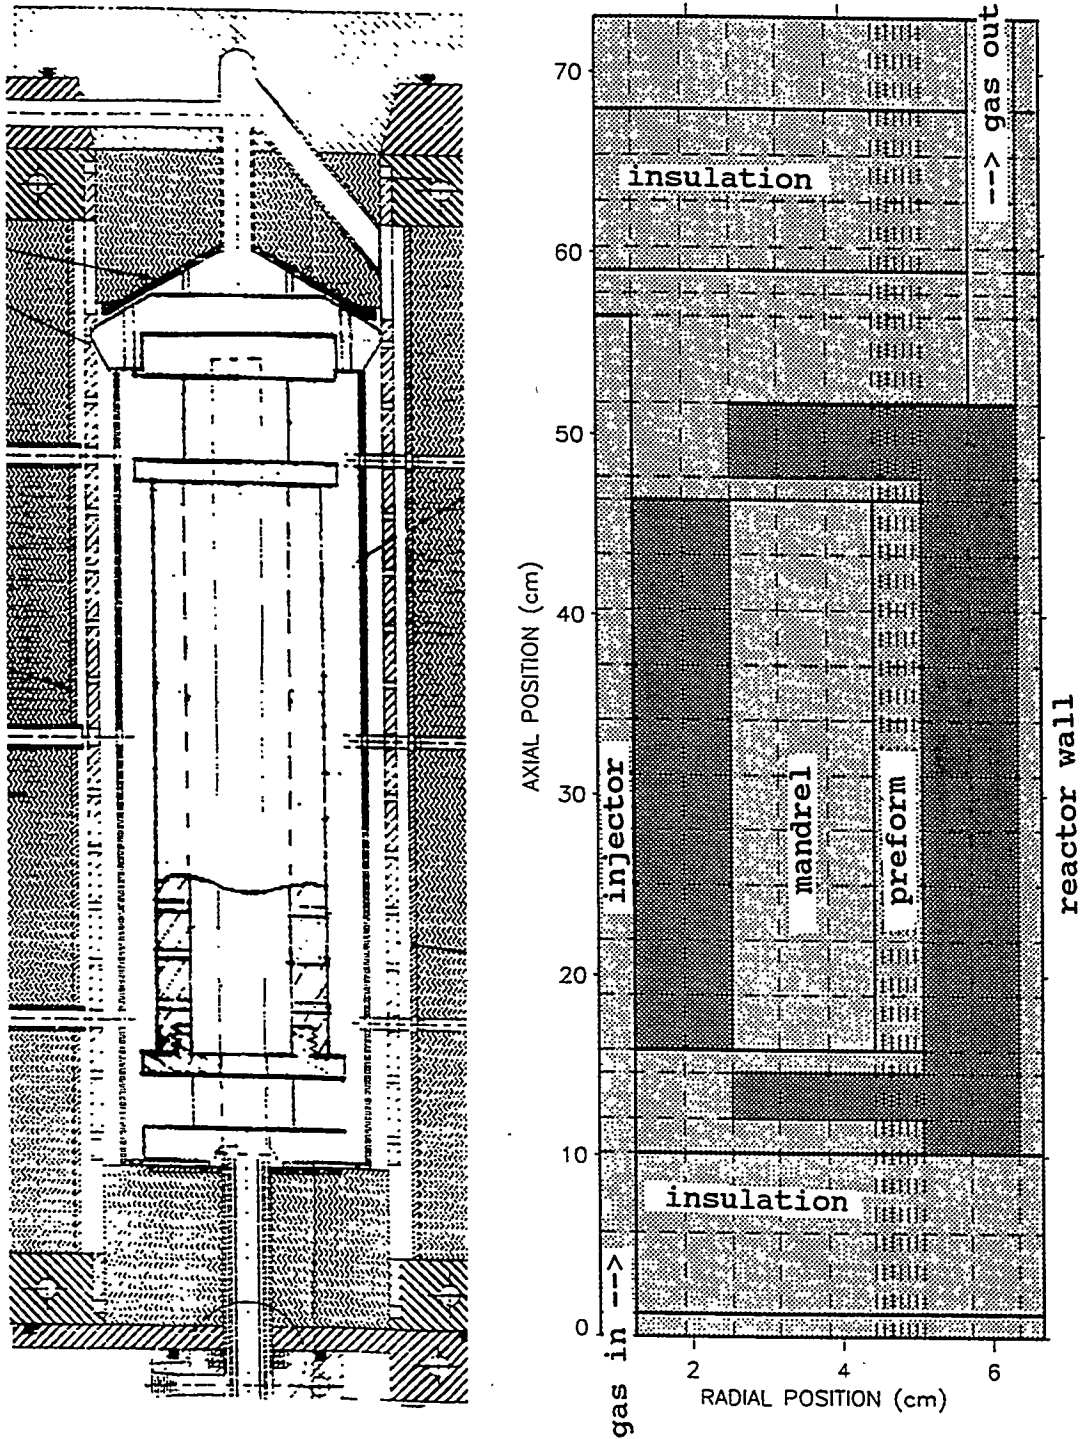 70
60
50
40
30
20
10
0
AXIAL POSITION (cm)
2
4
6
RADIAL POSITION (cm)
insulation
--> gas out
injector
mandrel
preform
reactor wall
insulation
gas in -->